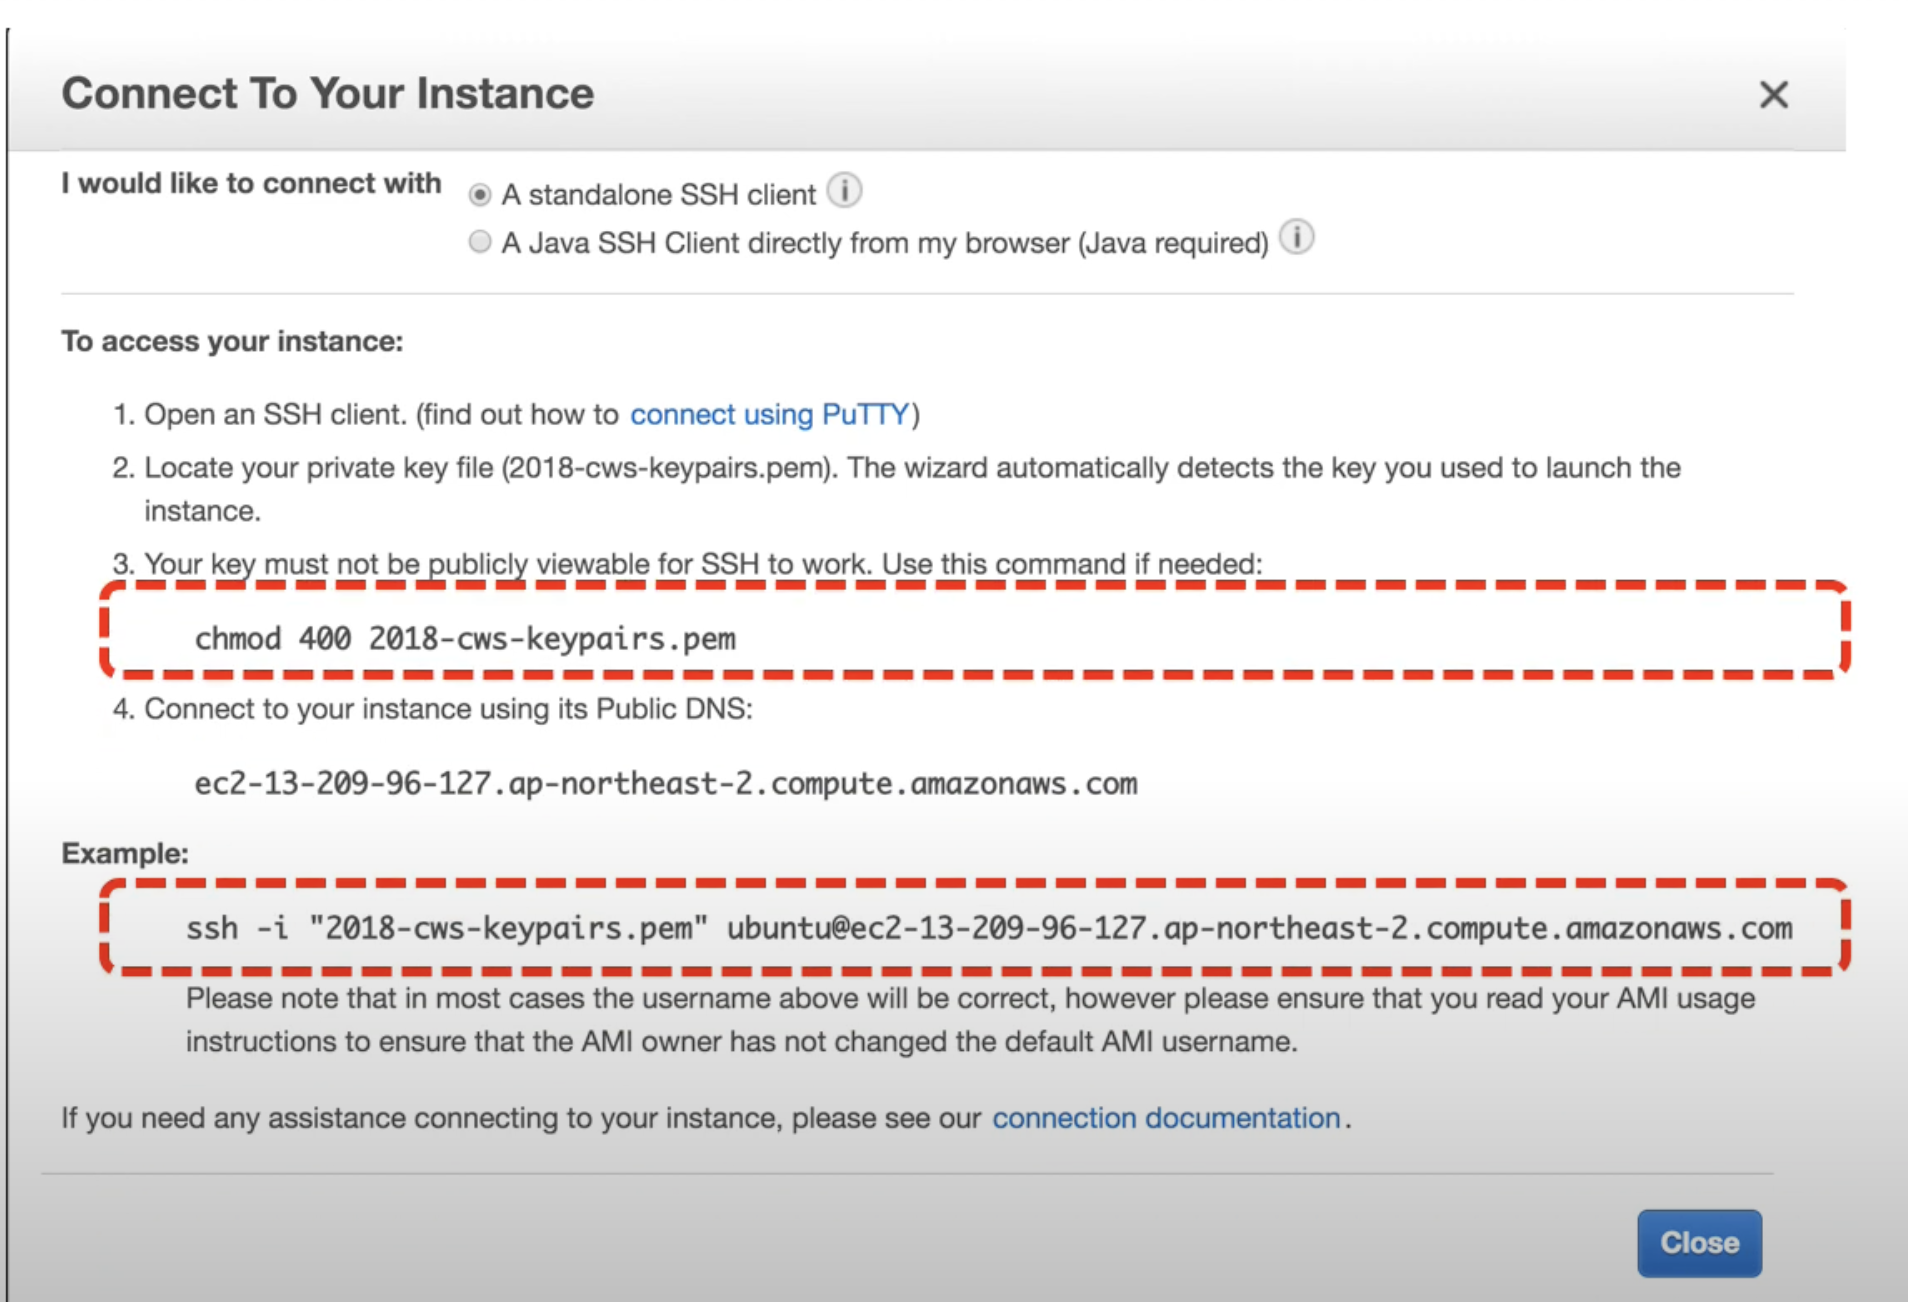 Connect To Your Instance
I would like to connect with
A standalone SSH client
A Java SSH Client directly from my browser (Java required)
To access your instance:
1. Open an SSH client. (find out how to connect using PuTTY)
2. Locate your private key file (2018-cws-keypairs.pem). The wizard automatically detects the key you used to launch the
instance.
3. Your key must not be publicly viewable for SSH to work. Use this command if needed:
chmod 400 2018-cws-keypairs.pem
4. Connect to your instance using its Public DNS:
ec2-13-209-96-127.ap-northeast-2.compute.amazonaws.com
Example:
ssh -i "2018-cws-keypairs.pem" ubuntu@ec2-13-209-96-127.ap-northeast-2.compute.amazonaws.com
Please note that in most cases the username above will be correct, however please ensure that you read your AMI usage
instructions to ensure that the AMI owner has not changed the default AMI username.
If you need any assistance connecting to your instance, please see our connection documentation.
Close